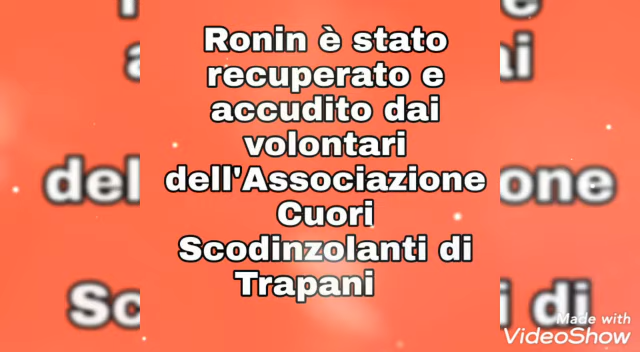 Ronin è stato
recuperato e
accudito dai
volontari
dell'Associazione
Cuori
Scodinzolanti di
Trapani
Made with
VideoShow